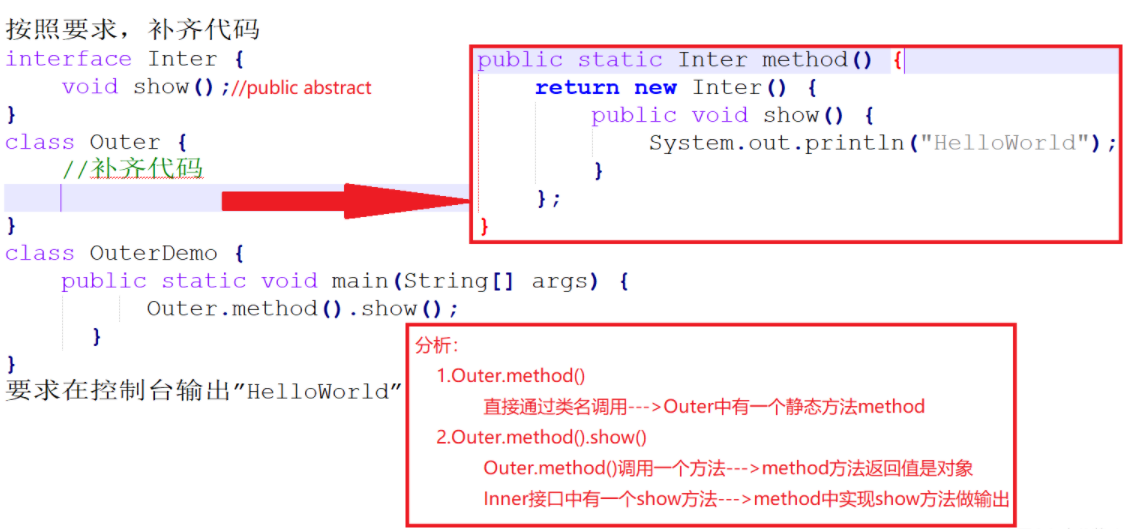 按照要求，补齐代码
interface Inter {
void show();//public abstract
}
class Outer {
//补齐代码
}
class OuterDemo {
public static void main(String[] args) {
Outer.method().show();
}
}
要求在控制台输出”HelloWorld”
public static Inter method() {
return new Inter() {
public void show() {
System.out.println("HelloWorld");
}
};
}
分析：
1.Outer.method()
直接通过类名调用--->Outer中有一个静态方法method
2.Outer.method().show()
Outer.method()调用一个方法--->method方法返回值是对象
Inner接口中有一个show方法--->method中实现show方法做输出